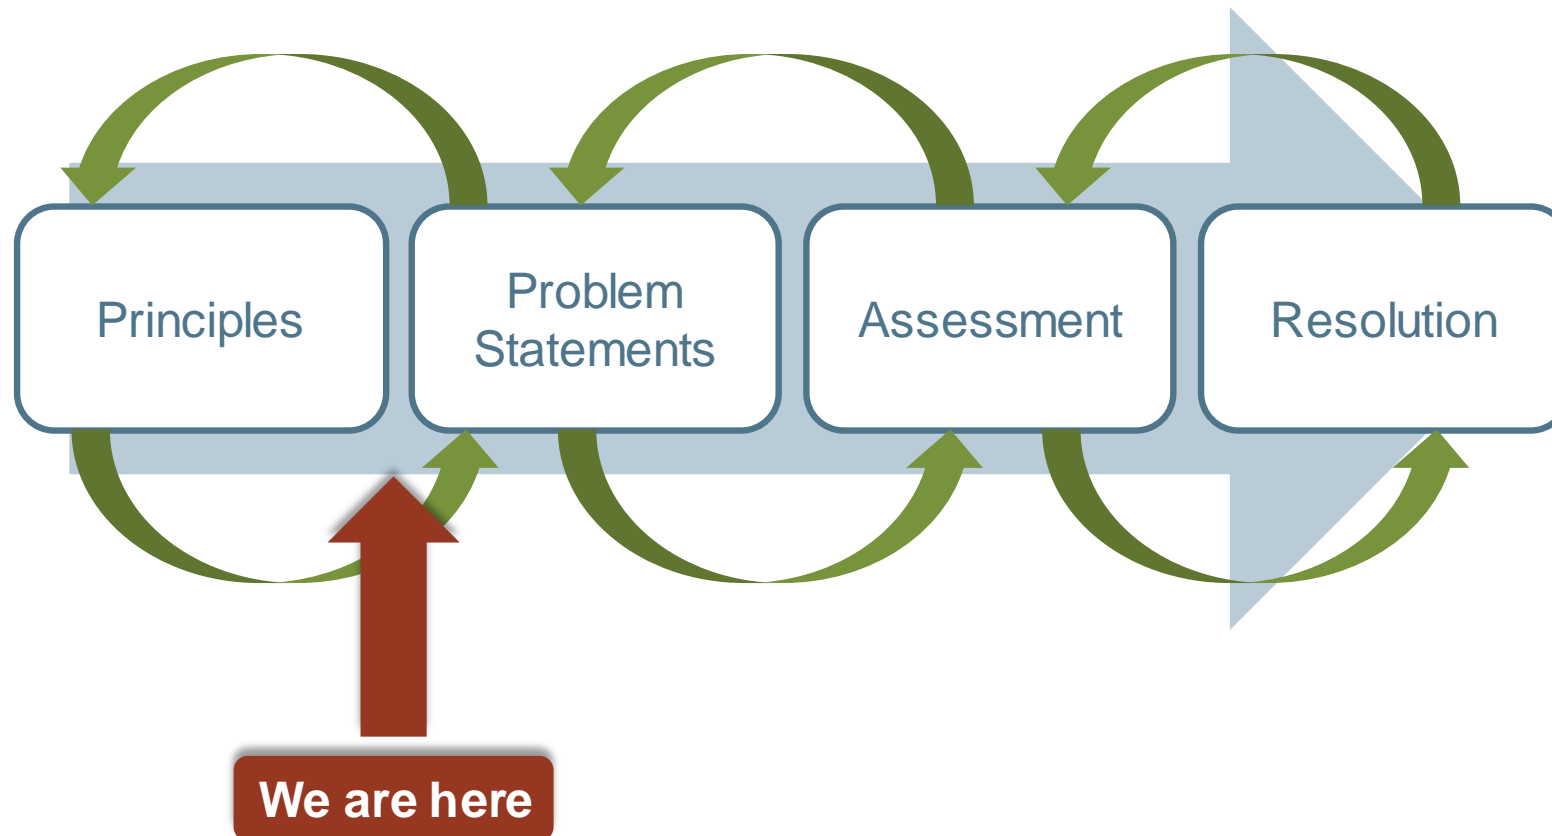 Principles
Problem
Statements
Assessment
Resolution
We are here